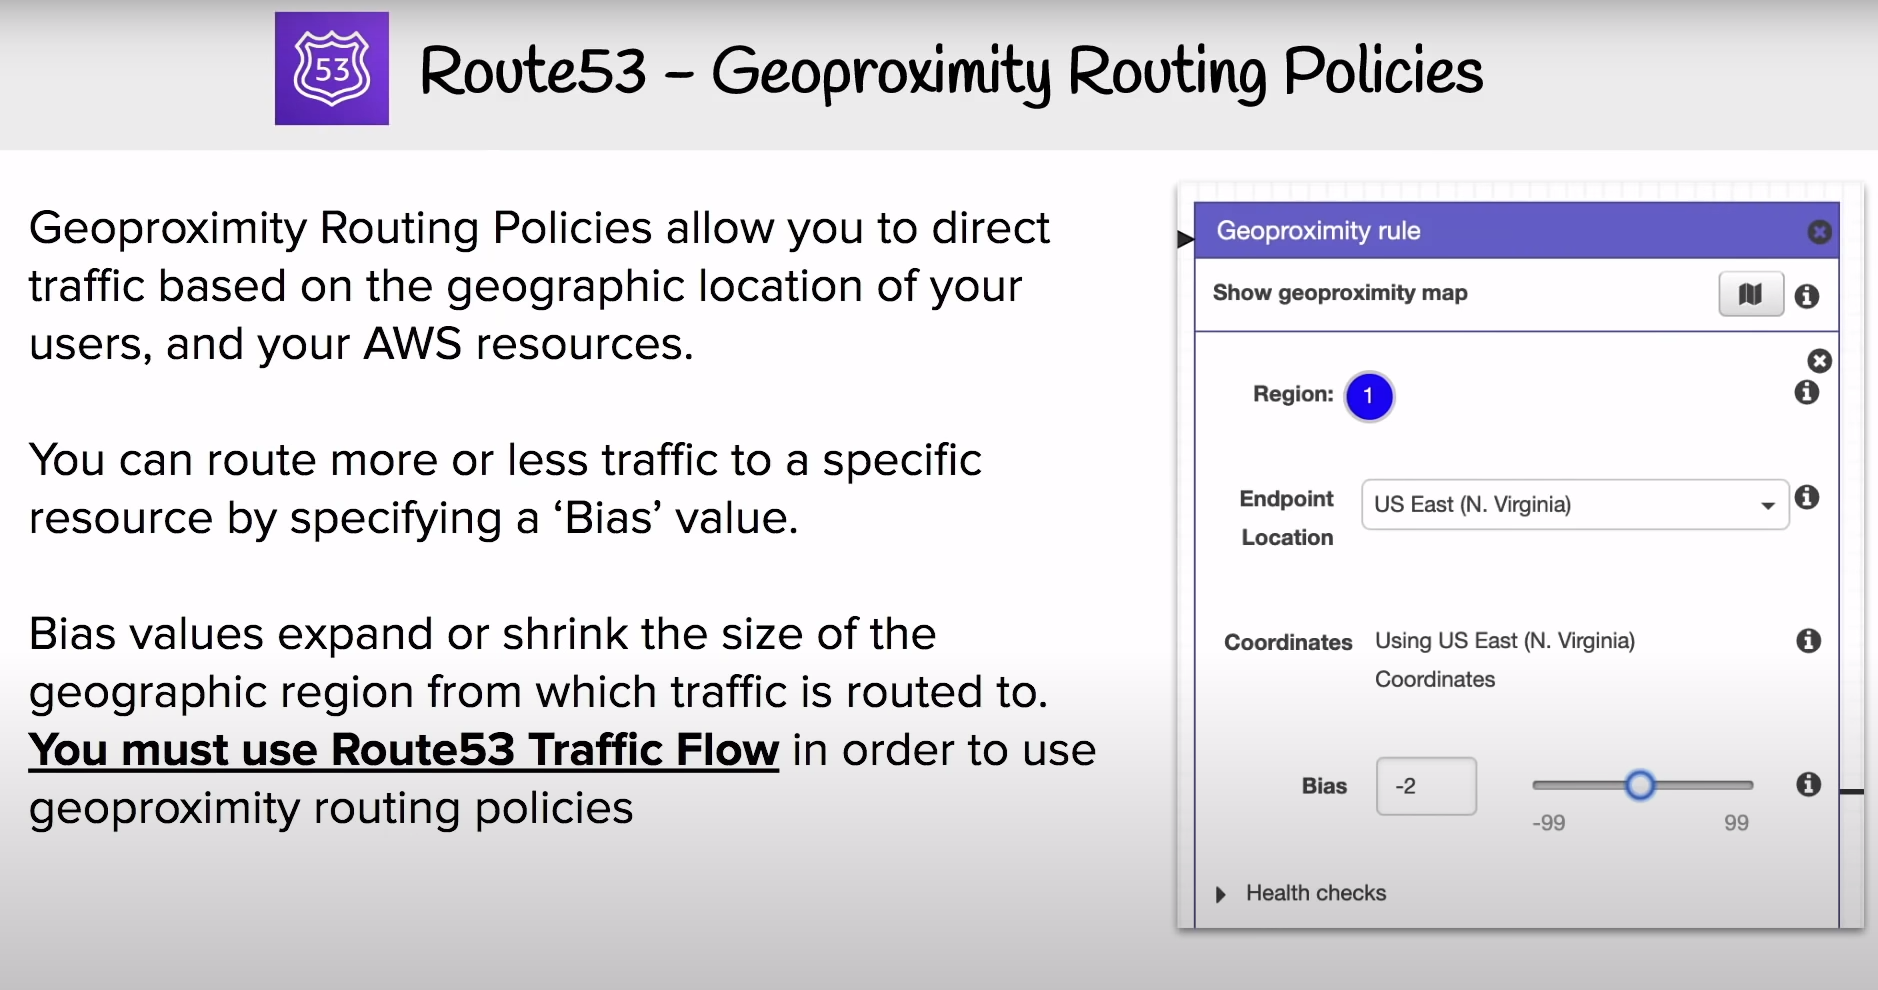 53
Route53 – Geoproximity Routing Policies
Geoproximity Routing Policies allow you to direct
traffic based on the geographic location of your
users, and your AWS resources.
You can route more or less traffic to a specific
resource by specifying a ‘Bias’ value.
Bias values expand or shrink the size of the
geographic region from which traffic is routed to.
You must use Route53 Traffic Flow in order to use
geoproximity routing policies
Geoproximity rule
Show geoproximity map
Region: 1
Endpoint
Location
US East (N. Virginia)
Coordinates
Using US East (N. Virginia)
Coordinates
Bias
-2
-99 99
Health checks